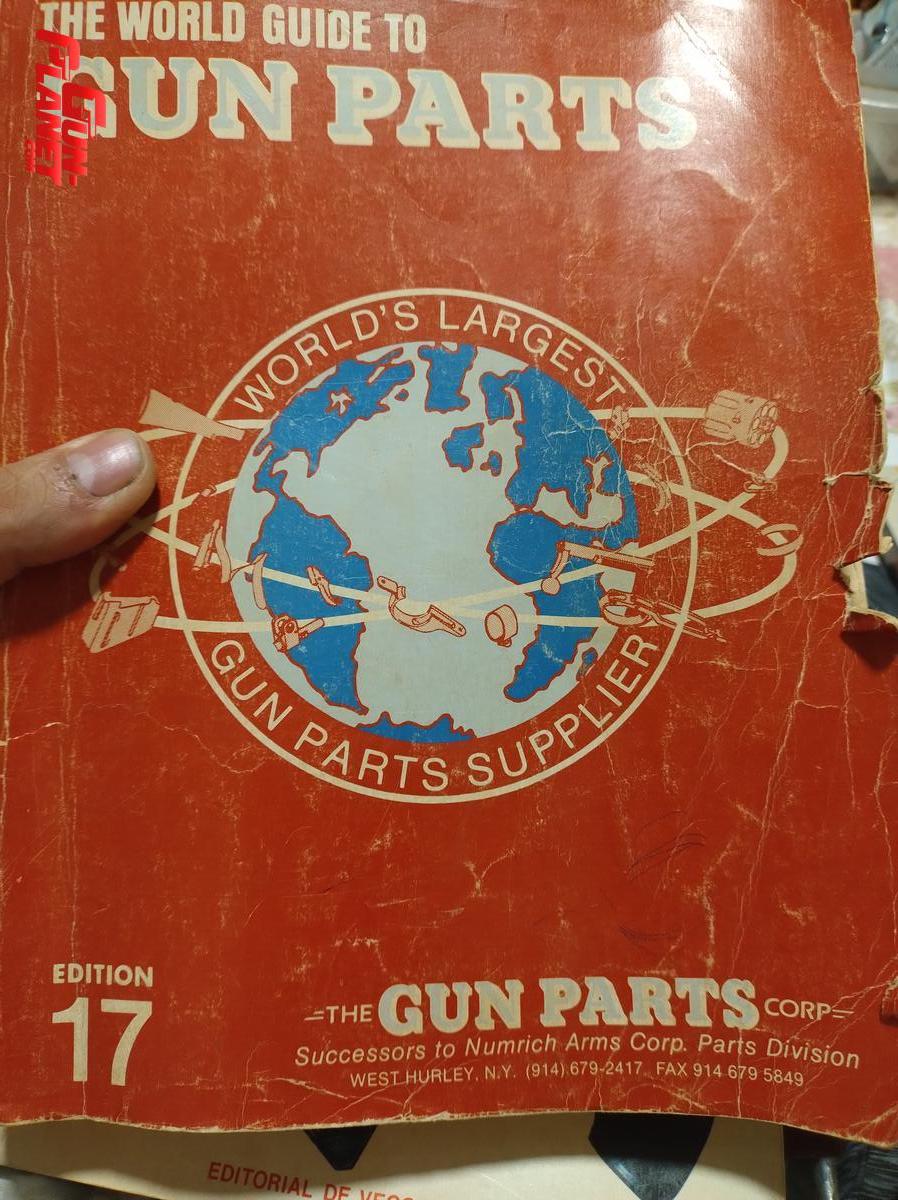 THE WORLD GUIDE TO
GUN PARTS
GUN-
PLANET
WORLD'S LARGEST
GUN PARTS SUPPLIER
EDITION
17
THE GUN PARTS CORP
Successors to Numrich Arms Corp. Parts Division
WEST HURLEY, N.Y. (914) 679-2417 FAX 914 679 5849
EDITORIAL DE